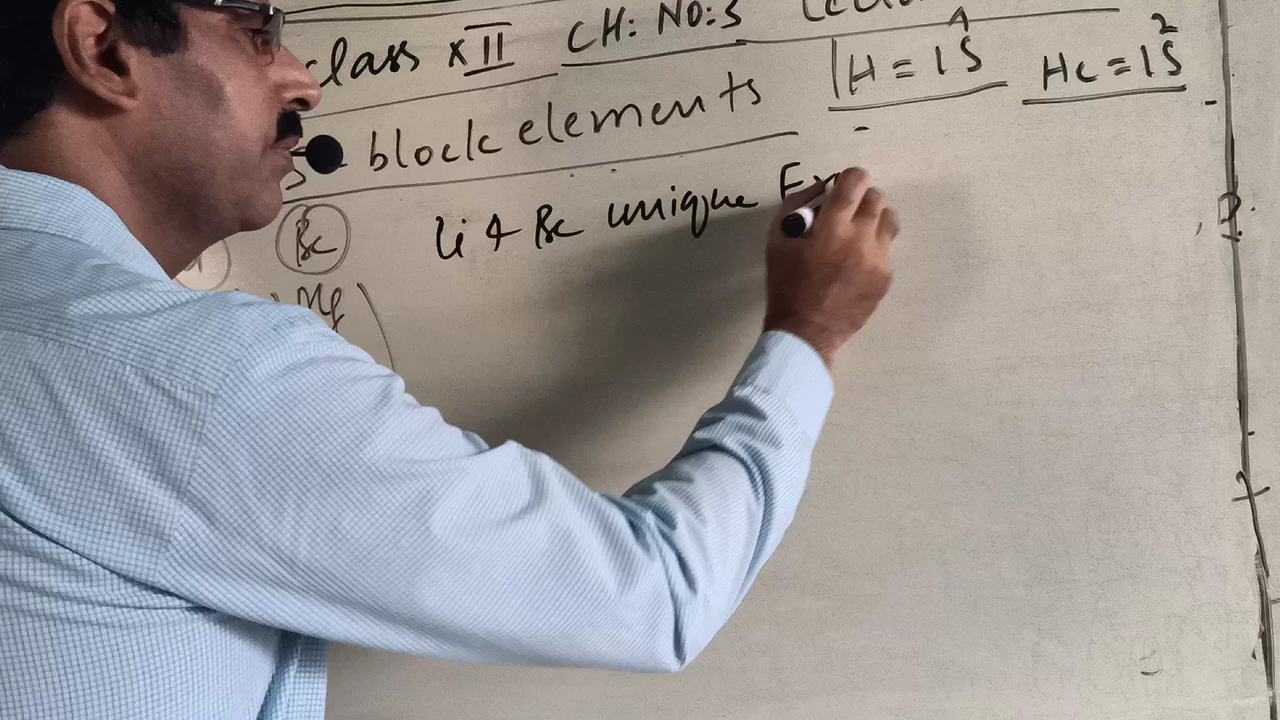 class XII CH: NO: 3
H = 1S¹ He = 1S²
S- block elements
Li & Be unique
Be
Mg